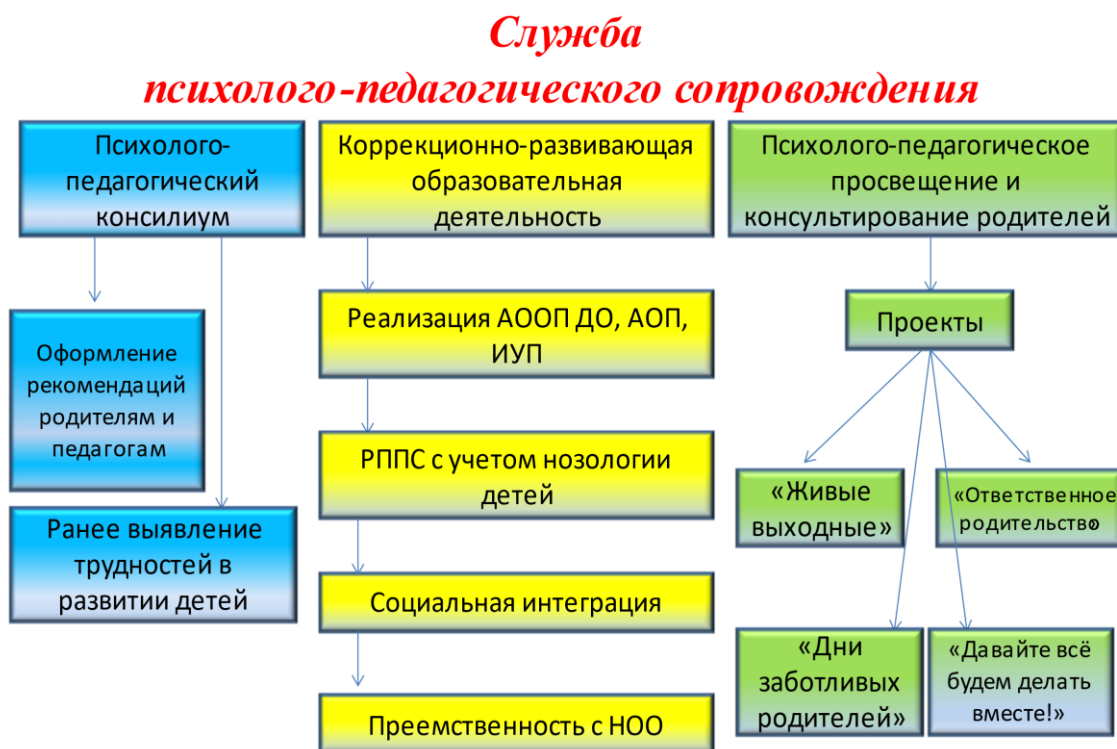 Служба
психолого-педагогического сопровождения
Психолого-
педагогический
консилиум
Оформление
рекомендаций
родителям и
педагогам
Ранее выявление
трудностей в
развитии детей
Коррекционно-развивающая
образовательная
деятельность
Реализация АООП ДО, АОП,
ИУП
РППС с учетом нозологии
детей
Социальная интеграция
Преемственность с НОО
Психолого-педагогическое
просвещение и
консультирование родителей
Проекты
«Живые
выходные»
«Ответственное
родительство»
«Дни
заботливых
родителей»
«Давайте всё
будем делать
вместе!»